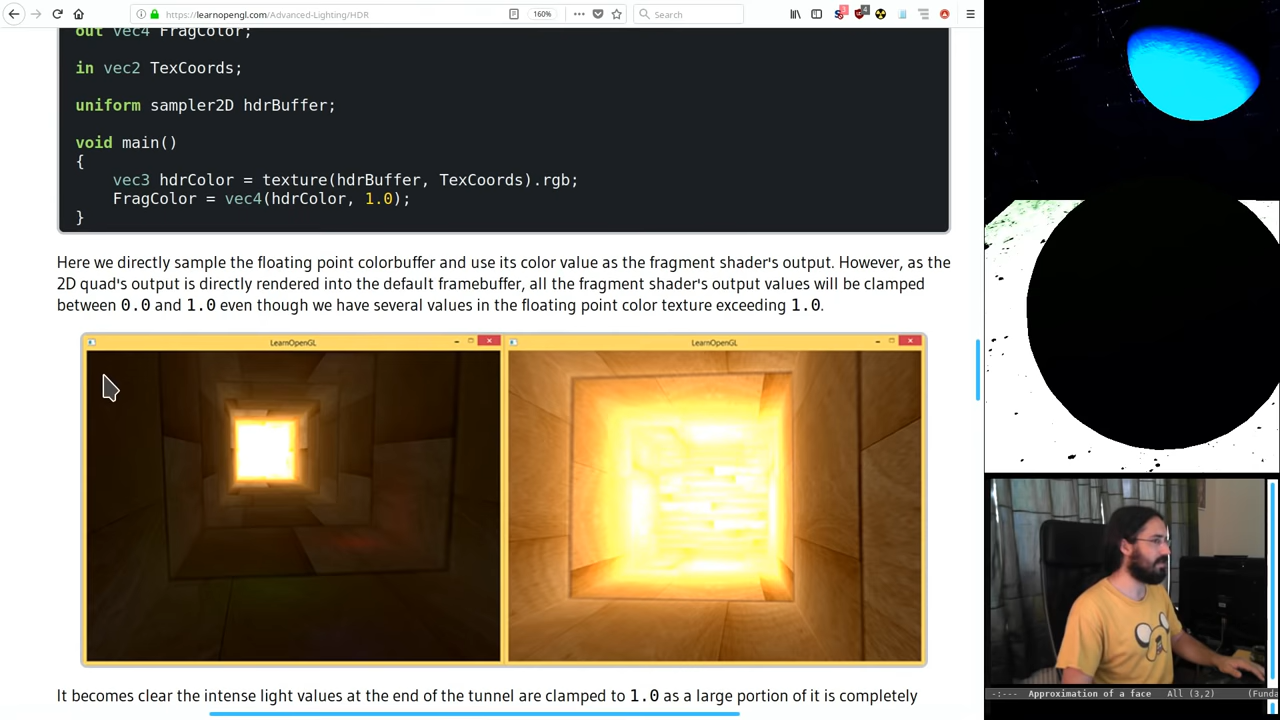 https://learnopengl.com/Advanced-Lighting/HDR
160%
Search
3
4
out vec4 FragColor;
in vec2 TexCoords;
uniform sampler2D hdrBuffer;
void main()
{
vec3 hdrColor = texture(hdrBuffer, TexCoords).rgb;
FragColor = vec4(hdrColor, 1.0);
}
Here we directly sample the floating point colorbuffer and use its color value as the fragment shader's output. However, as the
2D quad's output is directly rendered into the default framebuffer, all the fragment shader's output values will be clamped
between 0.0 and 1.0 even though we have several values in the floating point color texture exceeding 1.0.
LearnOpenGL
LearnOpenGL
It becomes clear the intense light values at the end of the tunnel are clamped to 1.0 as a large portion of it is completely
-:--- Approximation of a face All (3,2) (Funda